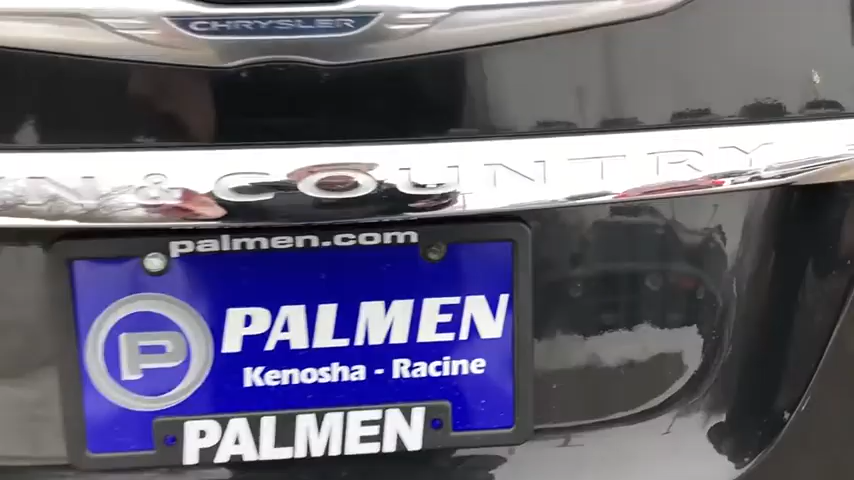 CHRYSLER
N & COUNTRY
palmen.com
P
PALMEN
Kenosha - Racine
PALMEN